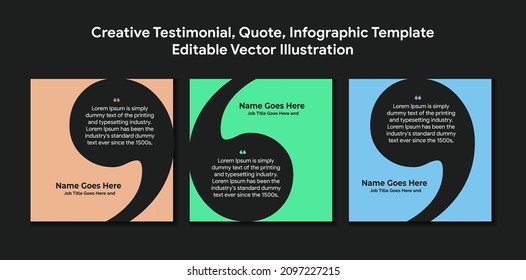 Creative Testimonial, Quote, Infographic Template
Editable Vector Illustration
“
Lorem Ipsum is simply
dummy text of the printing
and typesetting industry.
Lorem Ipsum has been the
industry's standard dummy
text ever since the 1500s,
Name Goes Here
Job Title Goes Here and
Name Goes Here
Job Title Goes Here and
“
Lorem Ipsum is simply
dummy text of the printing
and typesetting industry.
Lorem Ipsum has been the
industry's standard dummy
text ever since the 1500s,
“
Lorem Ipsum is simply
dummy text of the printing
and typesetting industry.
Lorem Ipsum has been the
industry's standard dummy
text ever since the 1500s,
Name Goes Here
Job Title Goes Here and
shutterstock
IMAGE ID: 2097227215
www.shutterstock.com